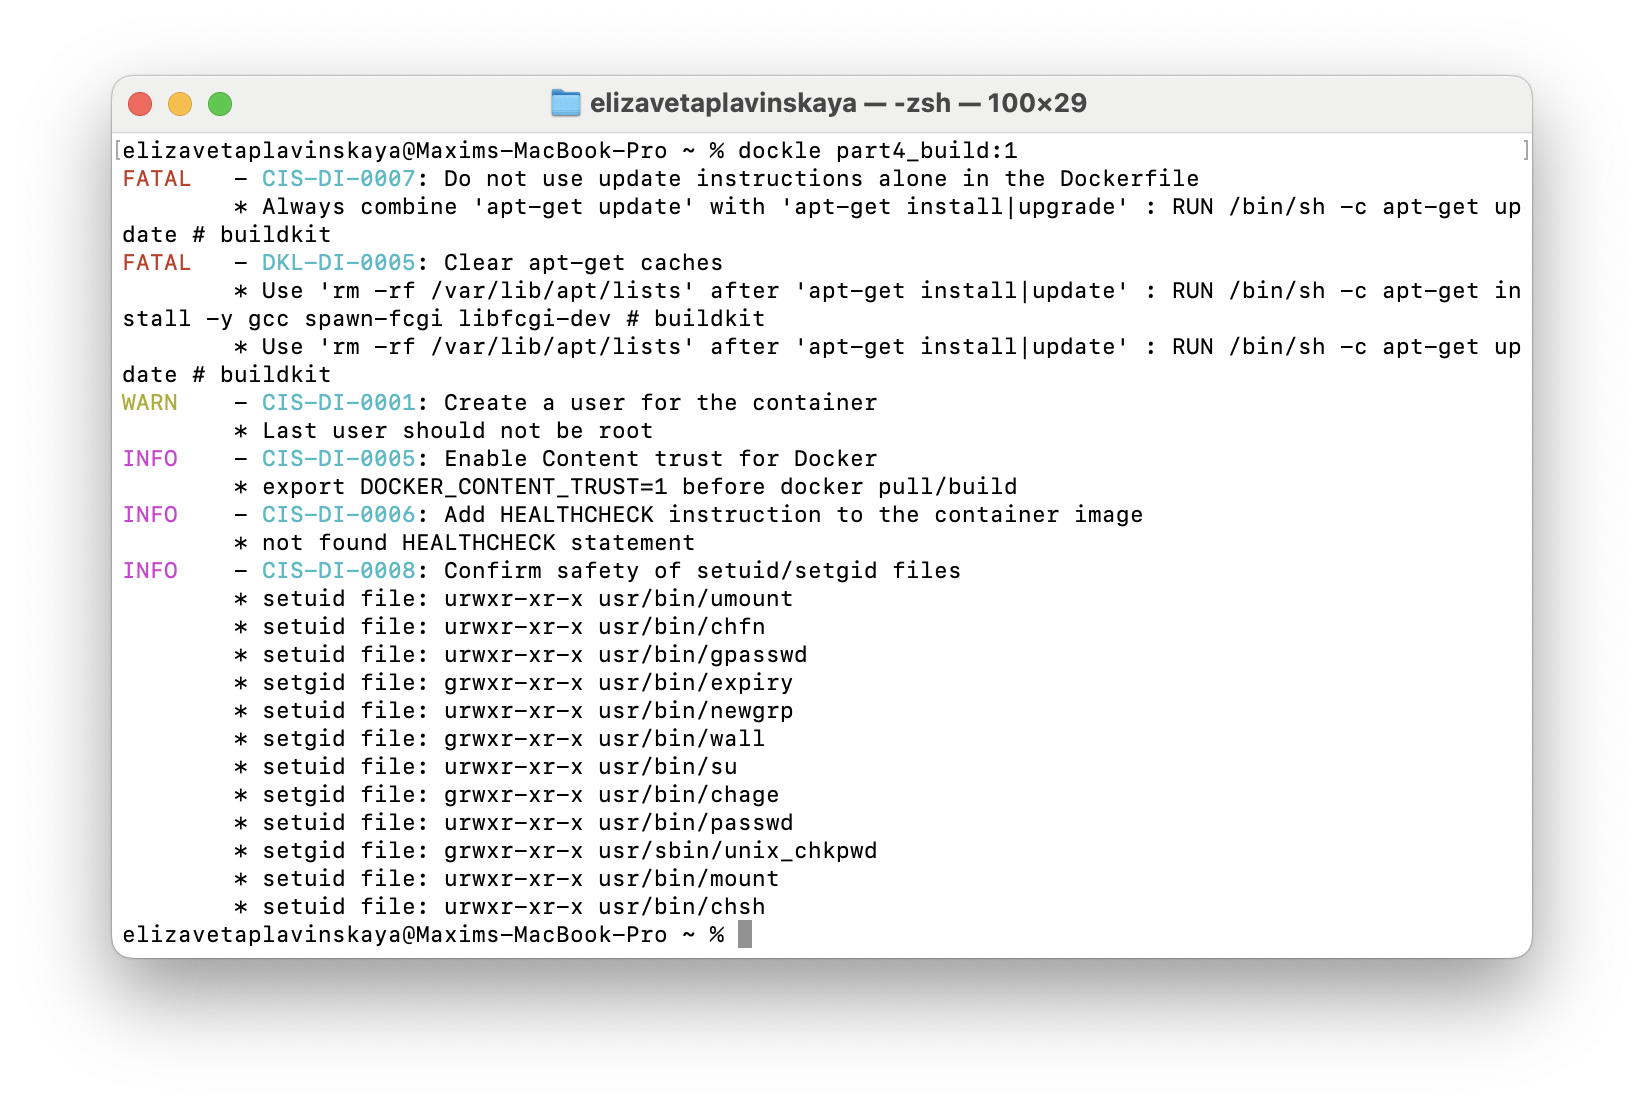 elizavetaplavinskaya — -zsh — 100×29
[elizavetaplavinskaya@Maxims-MacBook-Pro ~ % dockle part4_build:1 ]
FATAL - CIS-DI-0007: Do not use update instructions alone in the Dockerfile
* Always combine 'apt-get update' with 'apt-get install|upgrade' : RUN /bin/sh -c apt-get up
date # buildkit
FATAL - DKL-DI-0005: Clear apt-get caches
* Use 'rm -rf /var/lib/apt/lists' after 'apt-get install|update' : RUN /bin/sh -c apt-get in
stall -y gcc spawn-fcgi libfcgi-dev # buildkit
* Use 'rm -rf /var/lib/apt/lists' after 'apt-get install|update' : RUN /bin/sh -c apt-get up
date # buildkit
WARN - CIS-DI-0001: Create a user for the container
* Last user should not be root
INFO - CIS-DI-0005: Enable Content trust for Docker
* export DOCKER_CONTENT_TRUST=1 before docker pull/build
INFO - CIS-DI-0006: Add HEALTHCHECK instruction to the container image
* not found HEALTHCHECK statement
INFO - CIS-DI-0008: Confirm safety of setuid/setgid files
* setuid file: urwxr-xr-x usr/bin/umount
* setuid file: urwxr-xr-x usr/bin/chfn
* setuid file: urwxr-xr-x usr/bin/gpasswd
* setgid file: grwxr-xr-x usr/bin/expiry
* setuid file: urwxr-xr-x usr/bin/newgrp
* setgid file: grwxr-xr-x usr/bin/wall
* setuid file: urwxr-xr-x usr/bin/su
* setgid file: grwxr-xr-x usr/bin/chage
* setuid file: urwxr-xr-x usr/bin/passwd
* setgid file: grwxr-xr-x usr/sbin/unix_chkpwd
* setuid file: urwxr-xr-x usr/bin/mount
* setuid file: urwxr-xr-x usr/bin/chsh
elizavetaplavinskaya@Maxims-MacBook-Pro ~ %